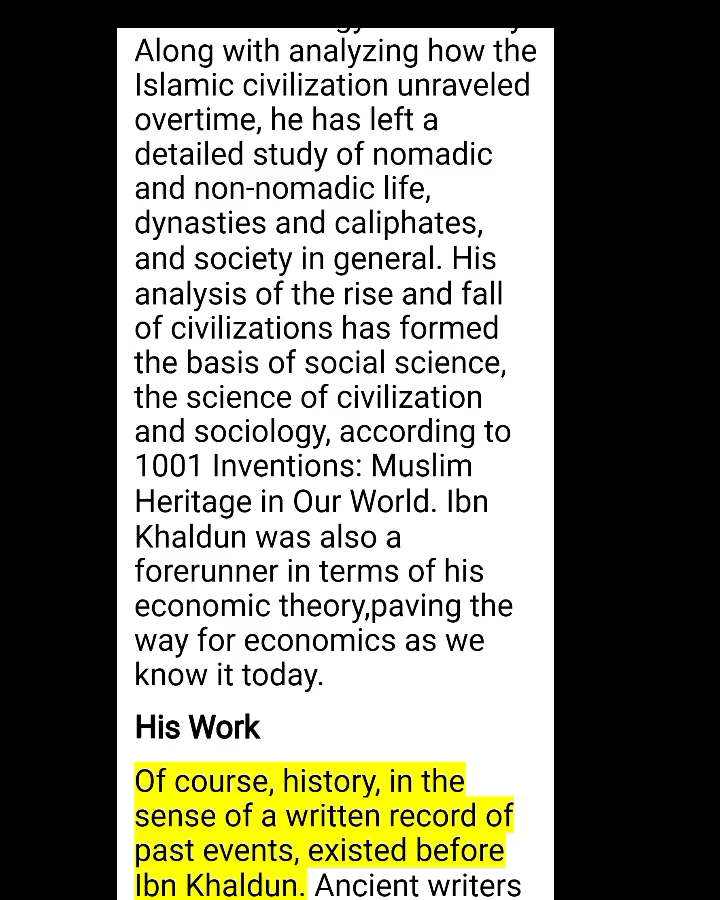 Along with analyzing how the
Islamic civilization unraveled
overtime, he has left a
detailed study of nomadic
and non-nomadic life,
dynasties and caliphates,
and society in general. His
analysis of the rise and fall
of civilizations has formed
the basis of social science,
the science of civilization
and sociology, according to
1001 Inventions: Muslim
Heritage in Our World. Ibn
Khaldun was also a
forerunner in terms of his
economic theory,paving the
way for economics as we
know it today.
His Work
Of course, history, in the
sense of a written record of
past events, existed before
Ibn Khaldun. Ancient writers